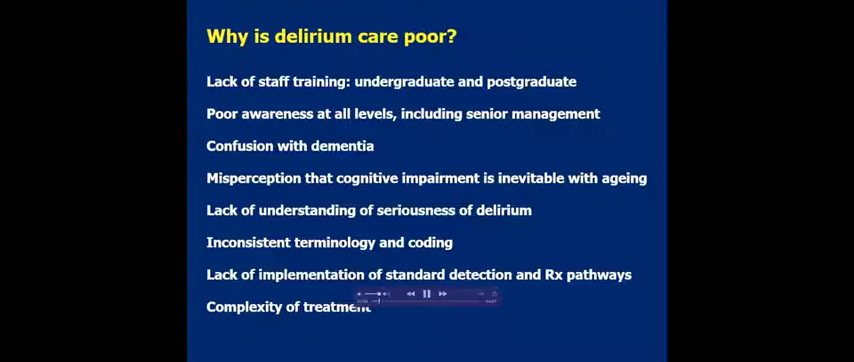 Why is delirium care poor?
Lack of staff training: undergraduate and postgraduate
Poor awareness at all levels, including senior management
Confusion with dementia
Misperception that cognitive impairment is inevitable with ageing
Lack of understanding of seriousness of delirium
Inconsistent terminology and coding
Lack of implementation of standard detection and Rx pathways
Complexity of treatment